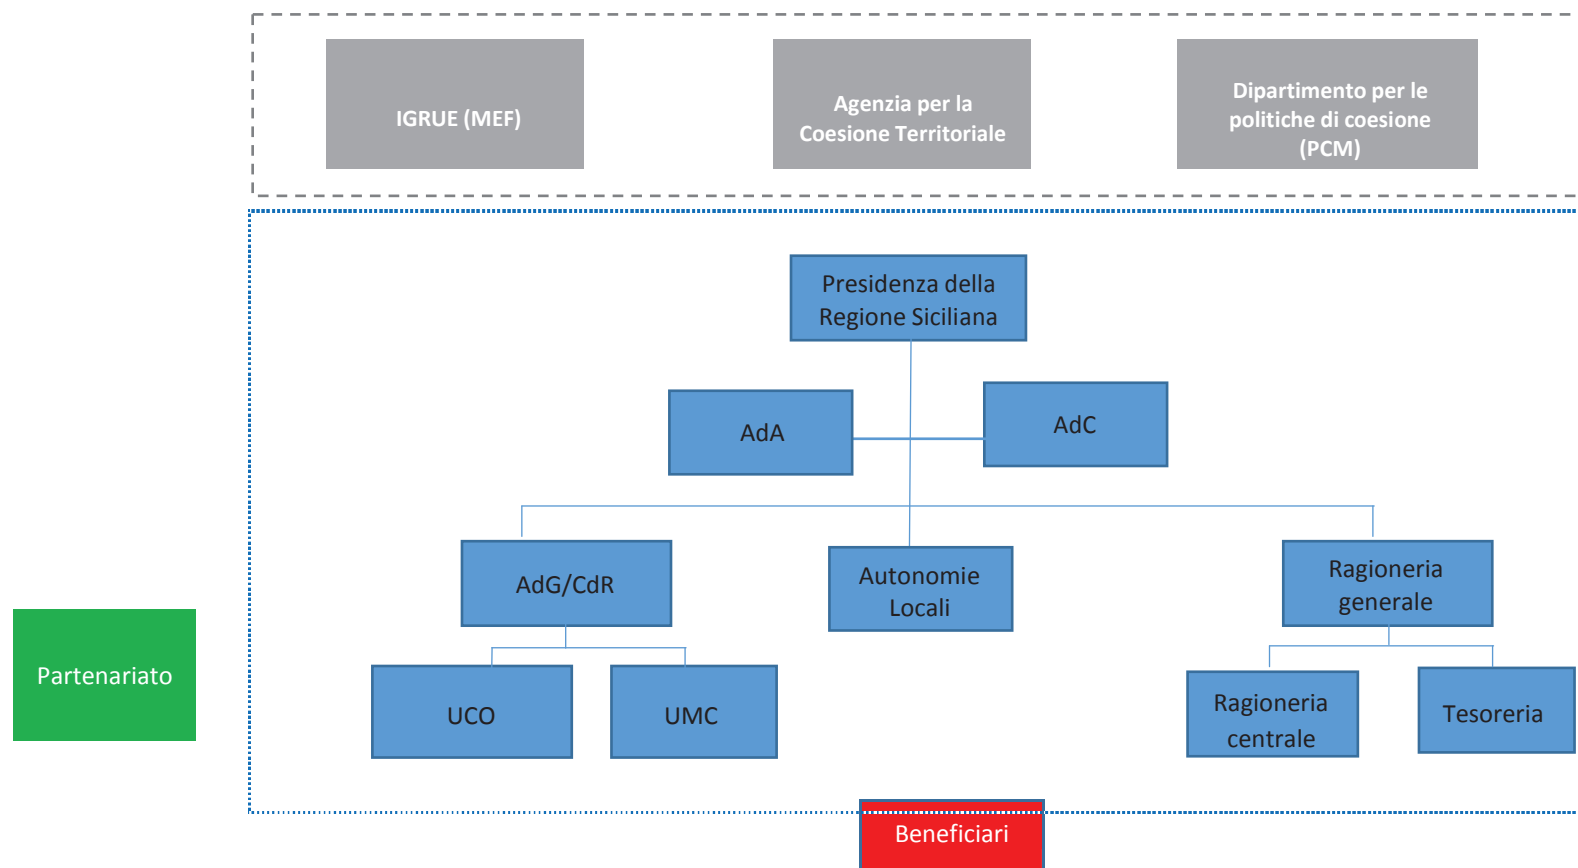 IGRUE (MEF)
Agenzia per la
Coesione Territoriale
Dipartimento per le
politiche di coesione
(PCM)
Presidenza della
Regione Siciliana
AdA
AdC
AdG/CdR
Autonomie
Locali
Ragioneria
generale
Partenariato
UCO
UMC
Ragioneria
centrale
Tesoreria
Beneficiari